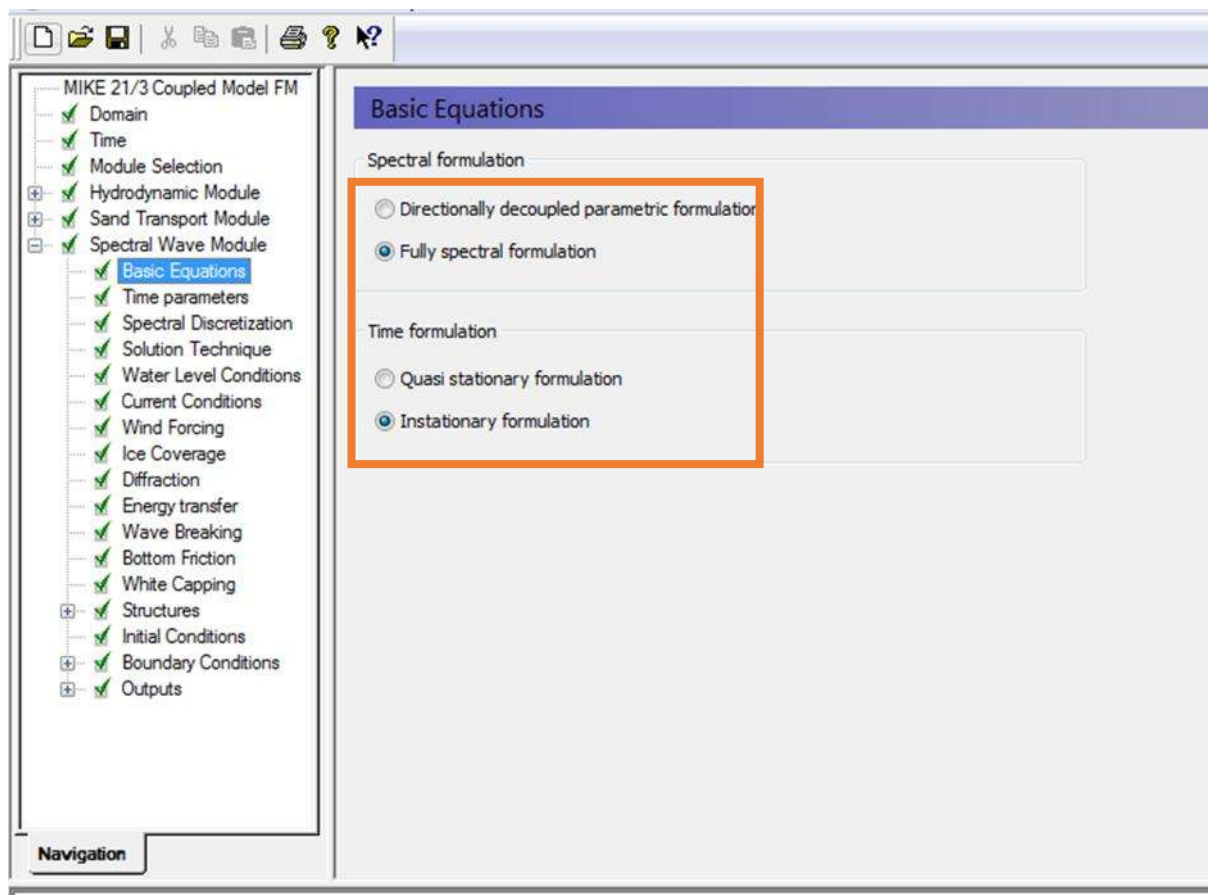 MIKE 21/3 Coupled Model FM
Domain
Time
Module Selection
Hydrodynamic Module
Sand Transport Module
Spectral Wave Module
Basic Equations
Time parameters
Spectral Discretization
Solution Technique
Water Level Conditions
Current Conditions
Wind Forcing
Ice Coverage
Diffraction
Energy transfer
Wave Breaking
Bottom Friction
White Capping
Structures
Initial Conditions
Boundary Conditions
Outputs
Navigation
Basic Equations
Spectral formulation
Directionally decoupled parametric formulation
Fully spectral formulation
Time formulation
Quasi stationary formulation
Instationary formulation